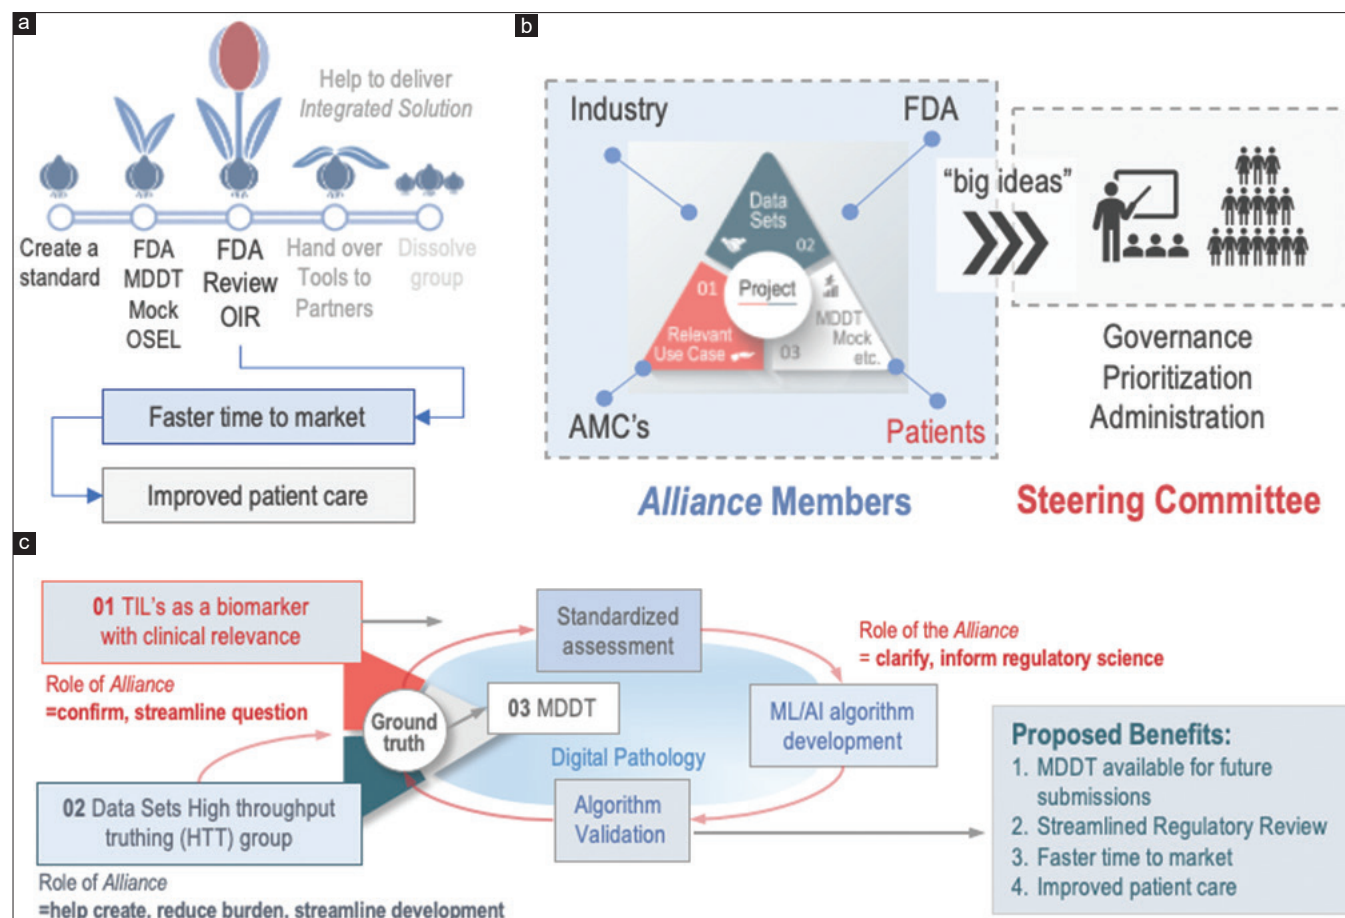 a
Help to deliver
Integrated Solution
Create a
standard
FDA
MDDT
Mock
OSEL
FDA
Review
OIR
Hand over
Tools to
Partners
Dissolve
group
Faster time to market
Improved patient care
b
Industry
FDA
Data
Sets
02
01
Project
Relevant
Use Case
MDDT
Mock
etc.
03
AMC's
Patients
"big ideas"
Governance
Prioritization
Administration
Alliance Members
Steering Committee
c
01 TIL's as a biomarker
with clinical relevance
Role of Alliance
=confirm, streamline question
02 Data Sets High throughput
truthing (HTT) group
Role of Alliance
=help create, reduce burden, streamline development
Ground
truth
03 MDDT
Standardized
assessment
Role of the Alliance
= clarify, inform regulatory science
ML/AI algorithm
development
Digital Pathology
Algorithm
Validation
Proposed Benefits:
1. MDDT available for future
submissions
2. Streamlined Regulatory Review
3. Faster time to market
4. Improved patient care